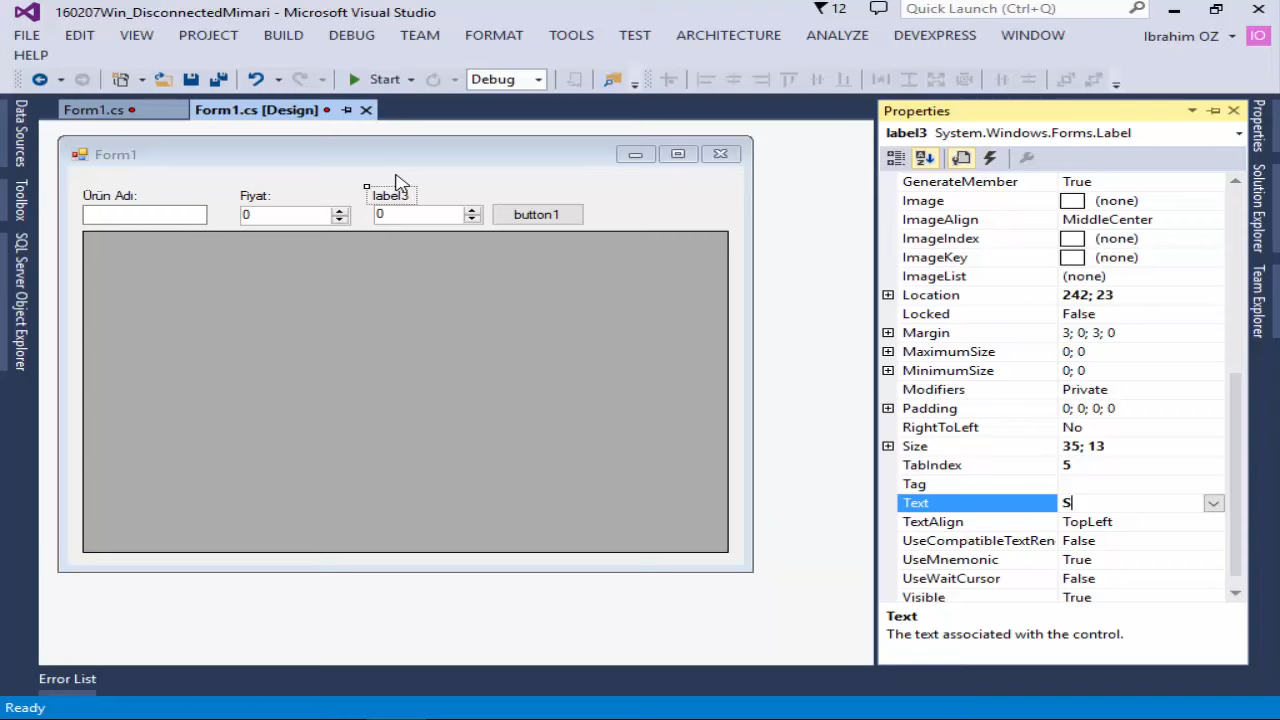 160207Win_DisconnectedMimari - Microsoft Visual Studio
12
Quick Launch (Ctrl+Q)
FILE EDIT VIEW PROJECT BUILD DEBUG TEAM FORMAT TOOLS TEST ARCHITECTURE ANALYZE DEVEXPRESS WINDOW
Ibrahim OZ IO
HELP
Start Debug
Form1.cs
Form1.cs [Design]
Data Sources
Toolbox
SQL Server Object Explorer
Form1
Ürün Adı: Fiyat: label3
0 0 button1
Properties
label3 System.Windows.Forms.Label
GenerateMember True
Image (none)
ImageAlign MiddleCenter
ImageIndex (none)
ImageKey (none)
ImageList (none)
Location 242; 23
Locked False
Margin 3; 0; 3; 0
MaximumSize 0; 0
MinimumSize 0; 0
Modifiers Private
Padding 0; 0; 0; 0
RightToLeft No
Size 35; 13
TabIndex 5
Tag
Text S
TextAlign TopLeft
UseCompatibleTextRen False
UseMnemonic True
UseWaitCursor False
Visible True
Text
The text associated with the control.
Properties
Solution Explorer
Team Explorer
Error List
Ready